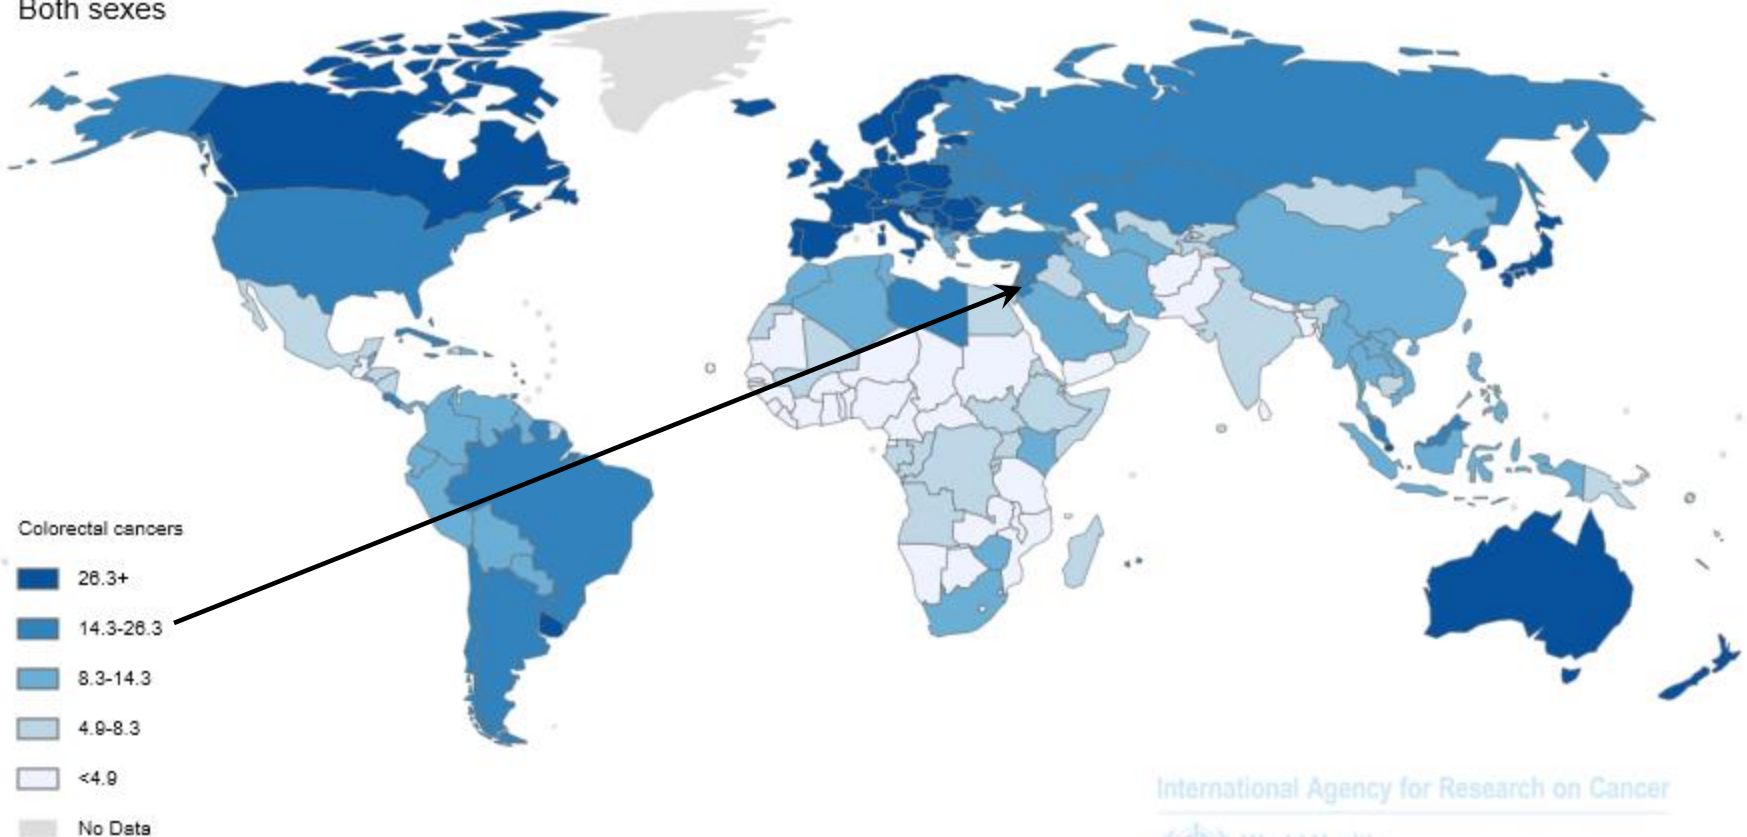 Both sexes
Colorectal cancers
26.3+
14.3-26.3
8.3-14.3
4.9-8.3
<4.9
No Data
International Agency for Research on Cancer